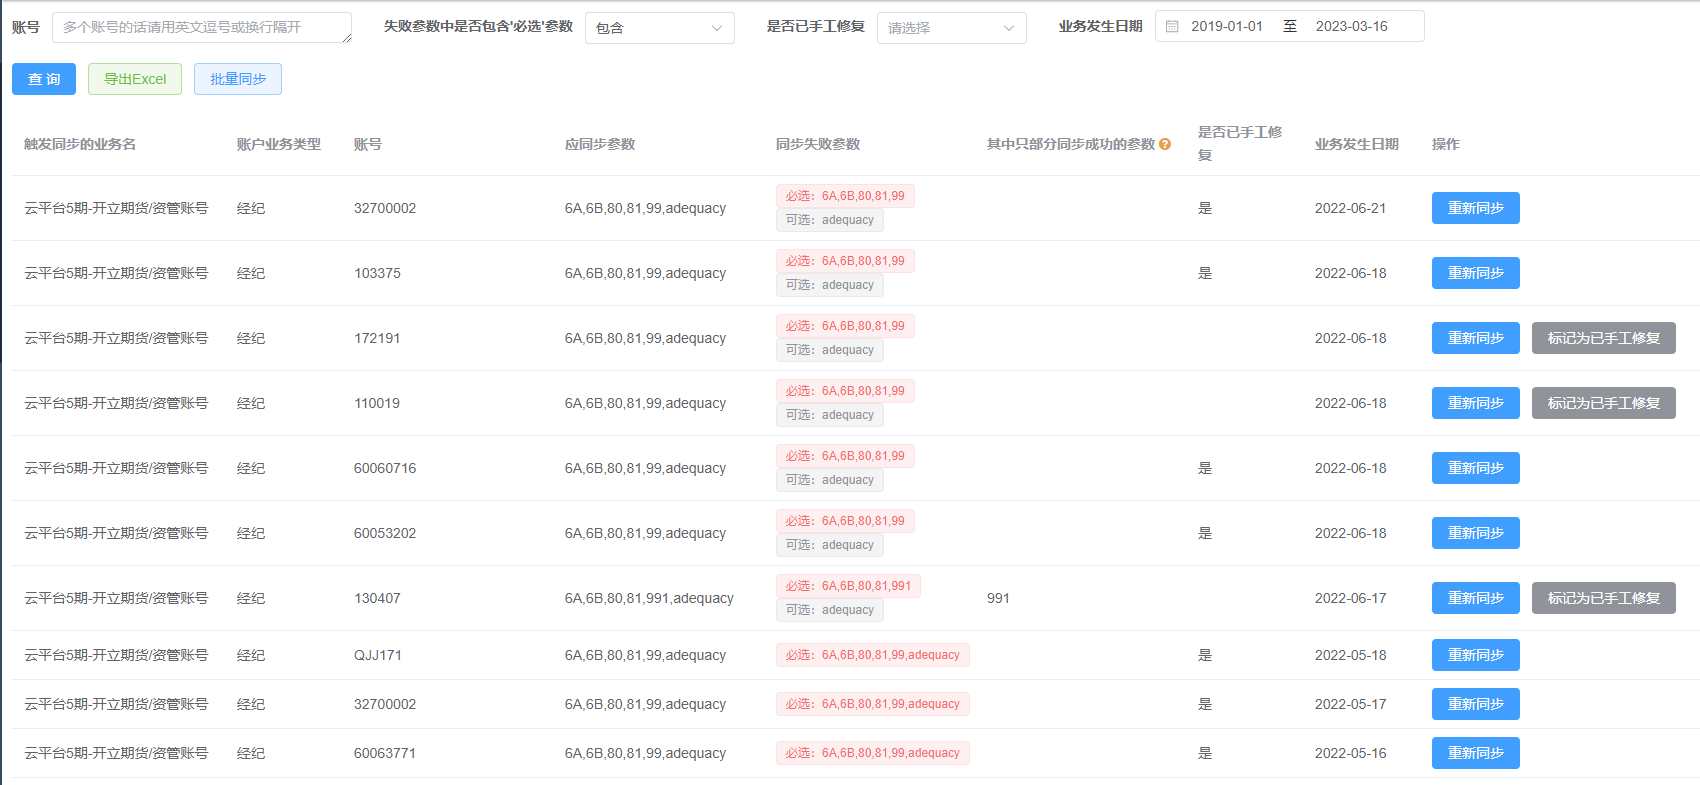 账号 多个账号的话请用英文逗号或换行隔开 失败参数中是否包含'必选'参数 包含 是否已手工修复 请选择 业务发生日期 2019-01-01 至 2023-03-16
查 询 导出Excel 批量同步
触发同步的业务名 账户业务类型 账号 应同步参数 同步失败参数 其中只部分同步成功的参数 ? 是否已手工修复 业务发生日期 操作
云平台5期-开立期货/资管账号 经纪 32700002 6A,6B,80,81,99,adequacy 必选：6A,6B,80,81,99 可选：adequacy 是 2022-06-21 重新同步
云平台5期-开立期货/资管账号 经纪 103375 6A,6B,80,81,99,adequacy 必选：6A,6B,80,81,99 可选：adequacy 是 2022-06-18 重新同步
云平台5期-开立期货/资管账号 经纪 172191 6A,6B,80,81,99,adequacy 必选：6A,6B,80,81,99 可选：adequacy 2022-06-18 重新同步 标记为已手工修复
云平台5期-开立期货/资管账号 经纪 110019 6A,6B,80,81,99,adequacy 必选：6A,6B,80,81,99 可选：adequacy 2022-06-18 重新同步 标记为已手工修复
云平台5期-开立期货/资管账号 经纪 60060716 6A,6B,80,81,99,adequacy 必选：6A,6B,80,81,99 可选：adequacy 是 2022-06-18 重新同步
云平台5期-开立期货/资管账号 经纪 60053202 6A,6B,80,81,99,adequacy 必选：6A,6B,80,81,99 可选：adequacy 是 2022-06-18 重新同步
云平台5期-开立期货/资管账号 经纪 130407 6A,6B,80,81,991,adequacy 必选：6A,6B,80,81,991 可选：adequacy 991 2022-06-17 重新同步 标记为已手工修复
云平台5期-开立期货/资管账号 经纪 QJJ171 6A,6B,80,81,99,adequacy 必选：6A,6B,80,81,99,adequacy 是 2022-05-18 重新同步
云平台5期-开立期货/资管账号 经纪 32700002 6A,6B,80,81,99,adequacy 必选：6A,6B,80,81,99,adequacy 是 2022-05-17 重新同步
云平台5期-开立期货/资管账号 经纪 60063771 6A,6B,80,81,99,adequacy 必选：6A,6B,80,81,99,adequacy 是 2022-05-16 重新同步